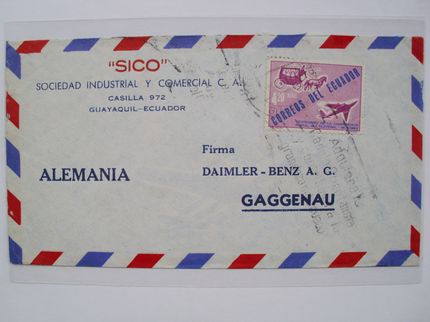 "SICO"
SOCIEDAD INDUSTRIAL Y COMERCIAL C. A.
CASILLA 972
GUAYAQUIL-ECUADOR
CORREOS DEL ECUADOR
Firma
ALEMANIA
DAIMLER-BENZ A. G.
GAGGENAU